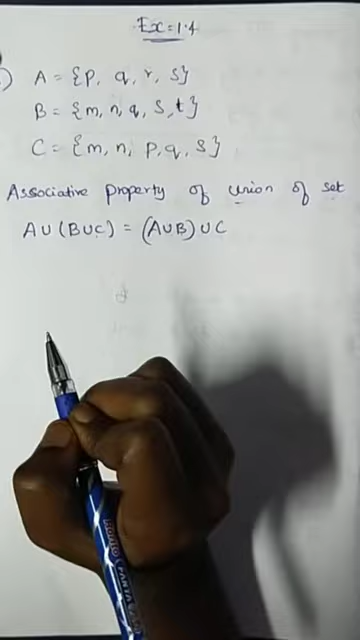 Ex=1.4
) A = {p, q, r, s}
B = {m, n, q, s, t}
C = {m, n, p, q, s}
Associative property of union of set
A∪(B∪C) = (A∪B)∪C